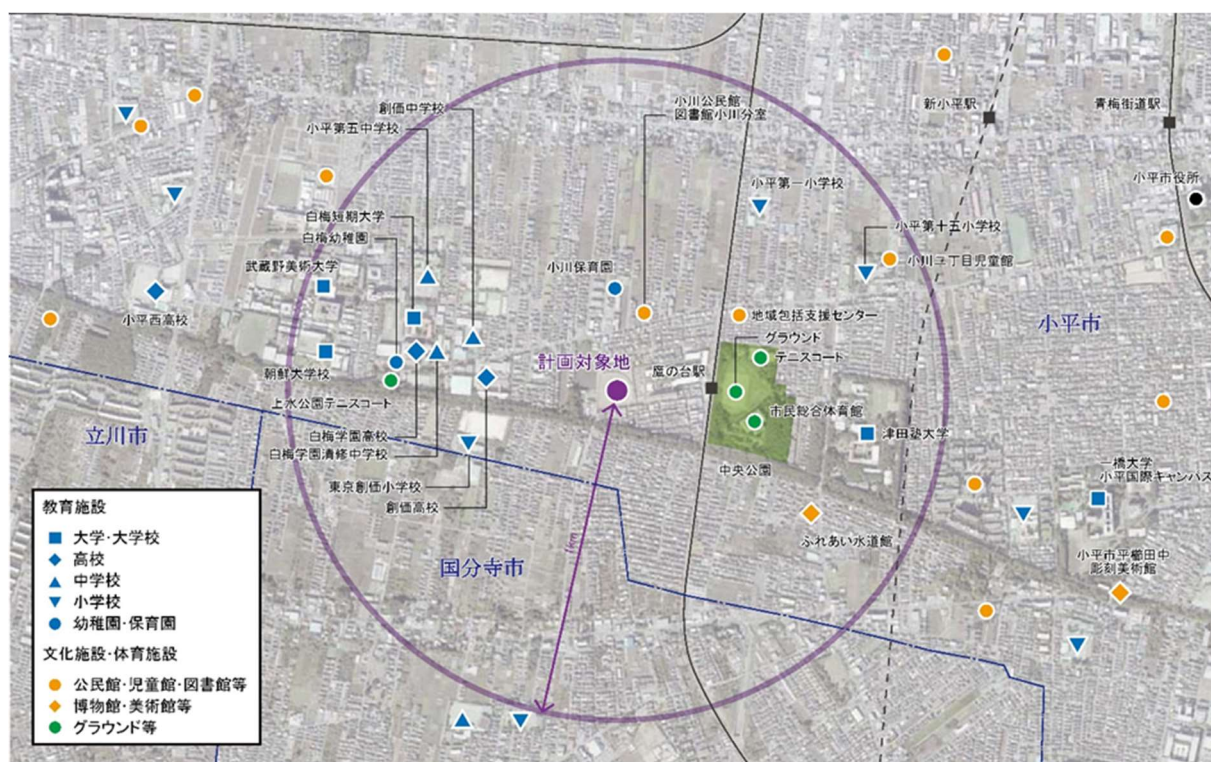 創価中学校
小川公民館
図書館小川分室
新小平駅
青梅街道駅
小平第五中学校
小平第一小学校
小平市役所
白梅短期大学
小平第十五小学校
白梅幼稚園
武蔵野美術大学
小川保育園
小川二丁目児童館
小平西高校
地域包括支援センター
小平市
グラウンド
計画対象地
テニスコート
朝鮮大学校
鷹の台駅
上水公園テニスコート
市民総合体育館
立川市
白梅学園高校
津田塾大学
白梅学園清修中学校
中央公園
一橋大学
小平国際キャンパス
東京創価小学校
創価高校
ふれあい水道館
国分寺市
1km
小平市平櫛田中
彫刻美術館
教育施設
大学・大学校
高校
中学校
小学校
幼稚園・保育園
文化施設・体育施設
公民館・児童館・図書館等
博物館・美術館等
グラウンド等